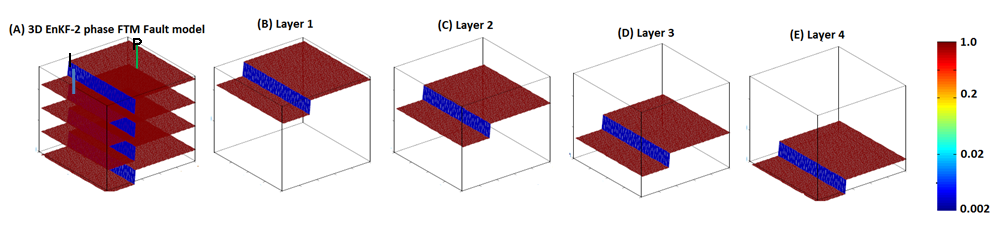 (A) 3D EnKF-2 phase FTM Fault model
(B) Layer 1
(C) Layer 2
(D) Layer 3
(E) Layer 4
I
P
1.0
0.2
0.02
0.002